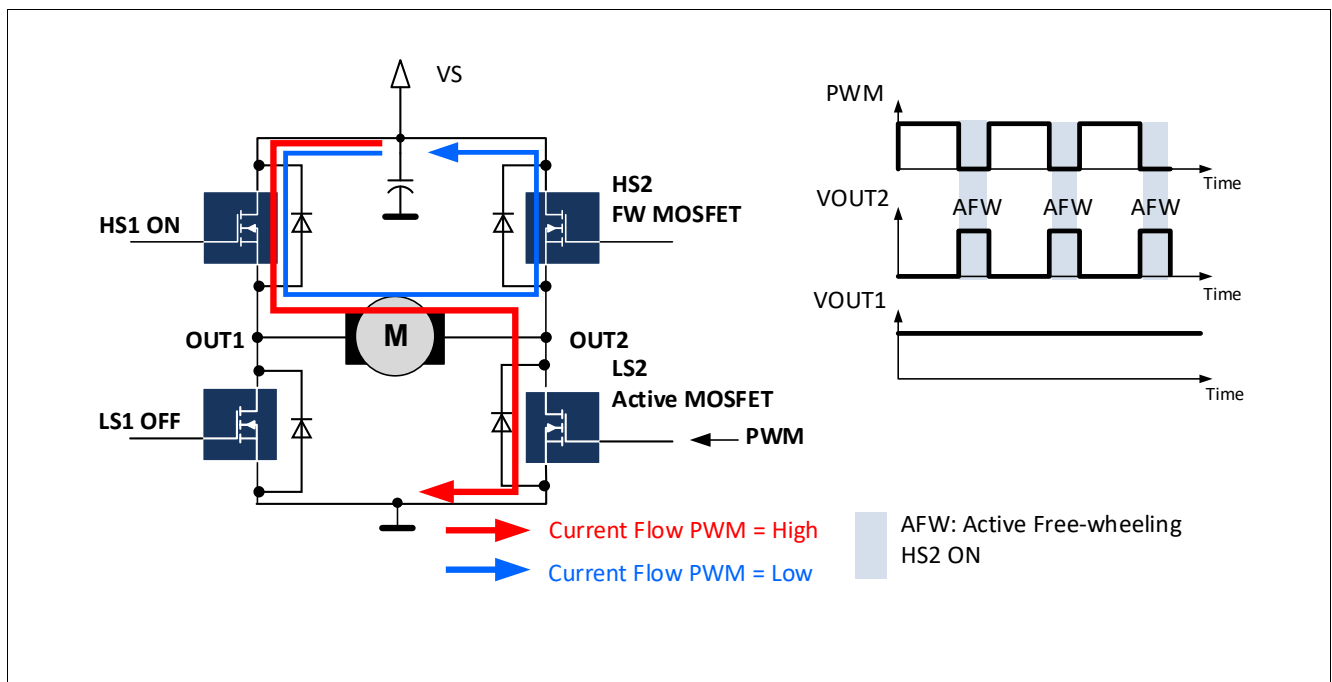 VS
HS1 ON
HS2
FW MOSFET
M
OUT1
OUT2
LS1 OFF
LS2
Active MOSFET
PWM
Current Flow PWM = High
Current Flow PWM = Low
PWM
Time
VOUT2
AFW
AFW
AFW
Time
VOUT1
Time
AFW: Active Free-wheeling
HS2 ON